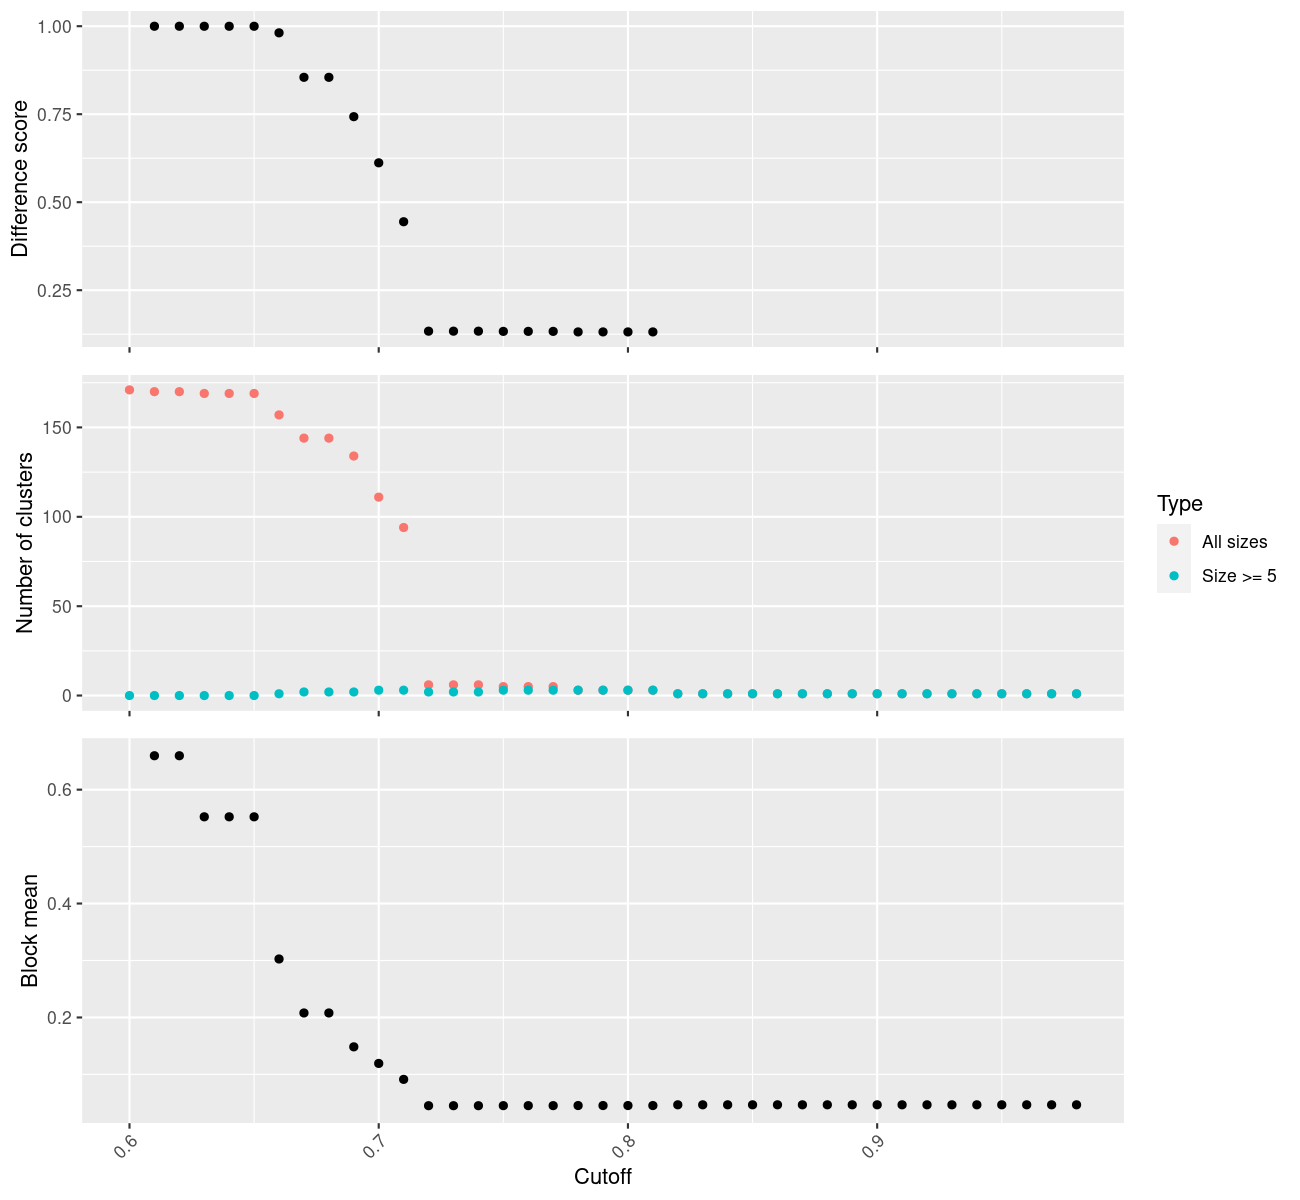 Difference score
1.00
0.75
0.50
0.25
Number of clusters
150
100
50
0
Type
All sizes
Size >= 5
Block mean
0.6
0.4
0.2
0.6
0.7
0.8
0.9
Cutoff